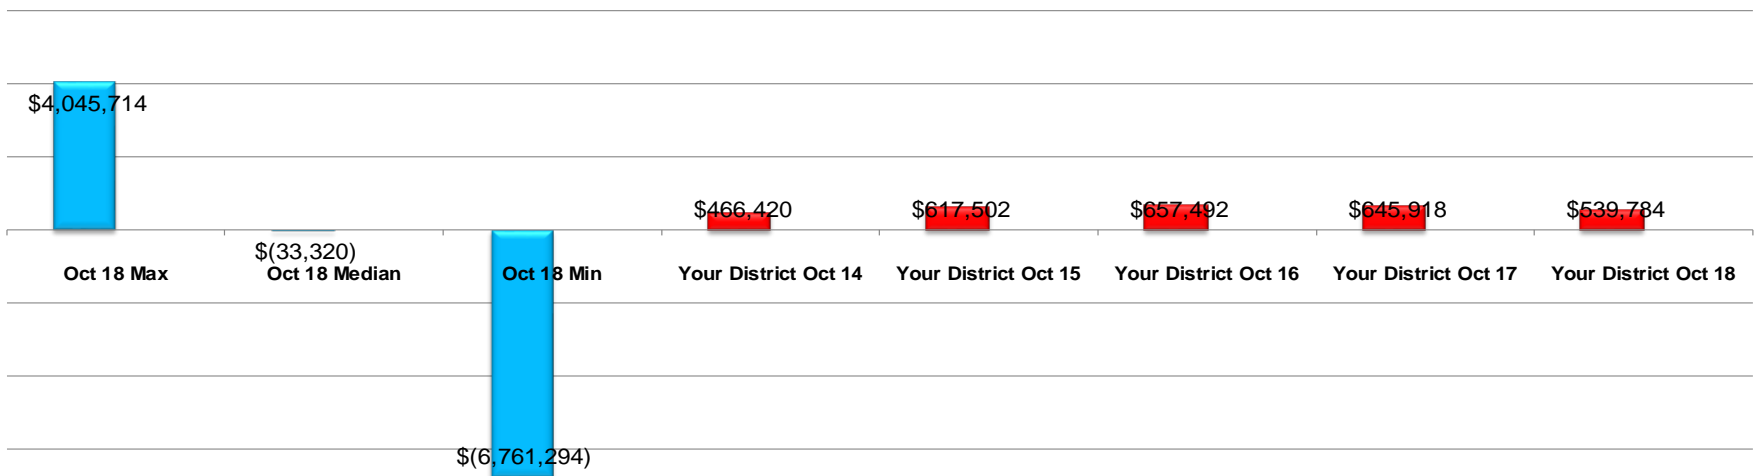 $4,045,714
$466,420
$617,502
$657,492
$645,918
$539,784
$(33,320)
Oct 18 Max
Oct 18 Median
Oct 18 Min
Your District Oct 14
Your District Oct 15
Your District Oct 16
Your District Oct 17
Your District Oct 18
$(6,761,294)